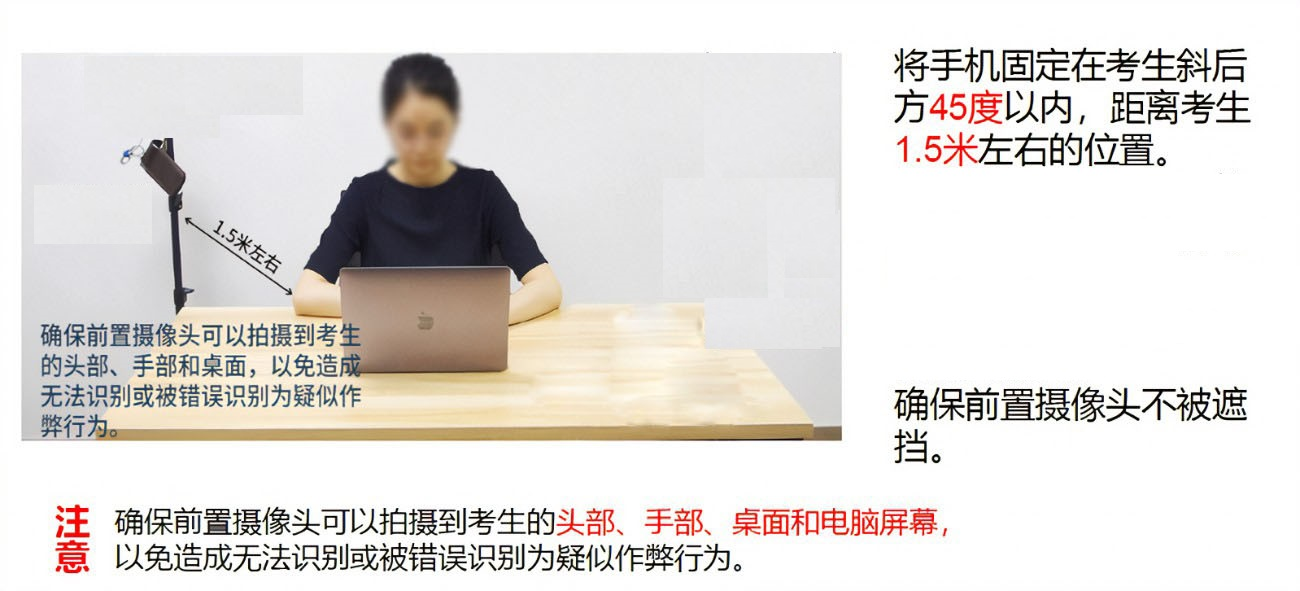 将手机固定在考生斜后
方45度以内，距离考生
1.5米左右的位置。
1.5米左右
确保前置摄像头可以拍摄到考生
的头部、手部和桌面，以免造成
无法识别或被错误识别为疑似作
弊行为。
确保前置摄像头不被遮
挡。
注意
确保前置摄像头可以拍摄到考生的头部、手部、桌面和电脑屏幕，
以免造成无法识别或被错误识别为疑似作弊行为。